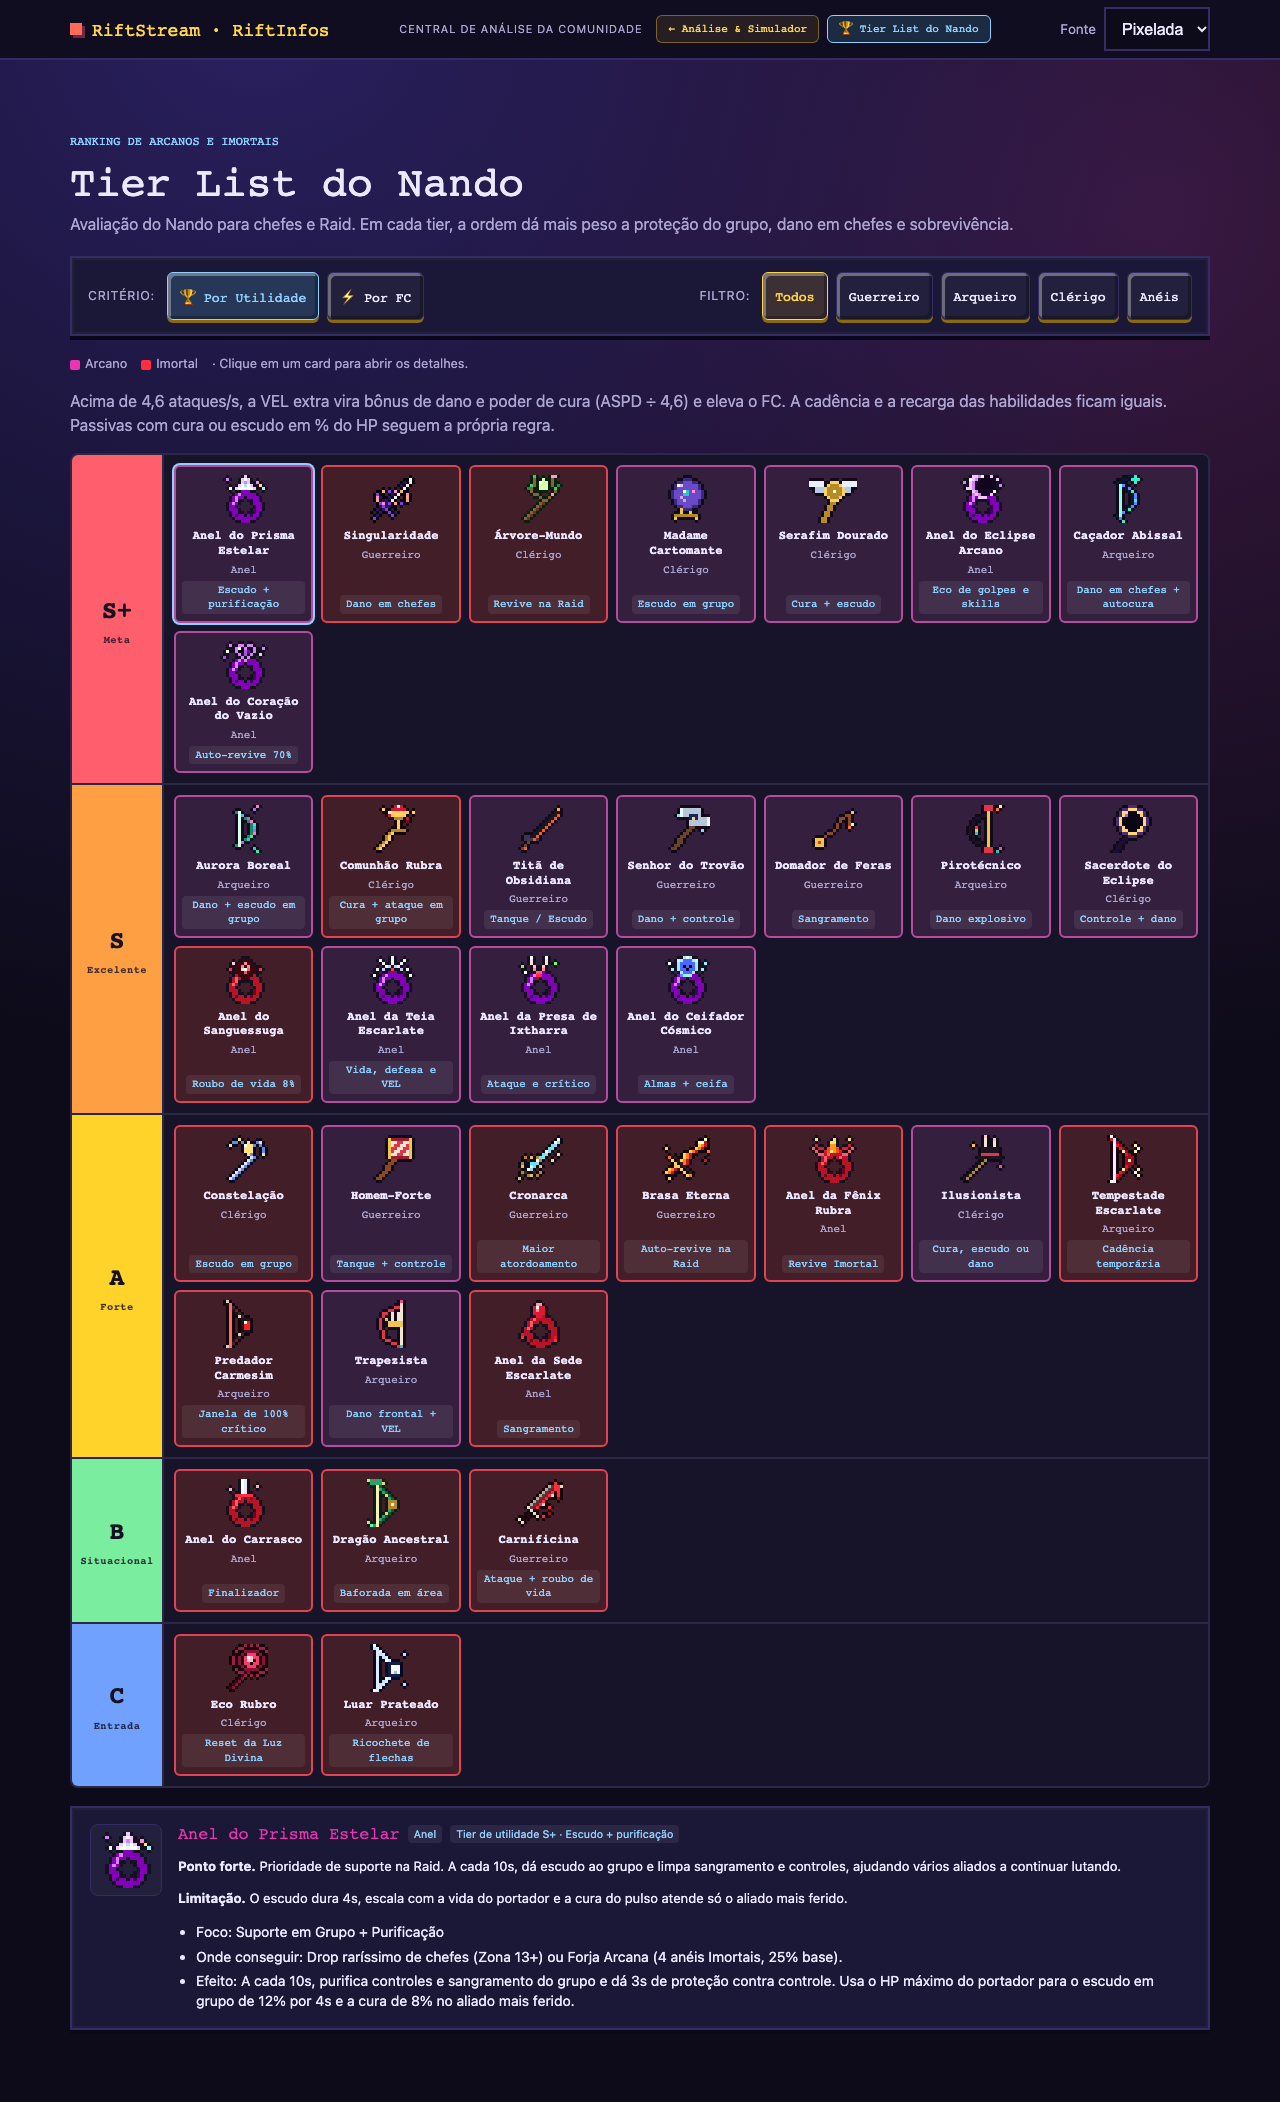 RiftStream • RiftInfos
CENTRAL DE ANÁLISE DA COMUNIDADE
← Análise & Simulador
🏆 Tier List do Nando
Fonte
Pixelada
RANKING DE ARCANOS E IMORTAIS
Tier List do Nando
Avaliação do Nando para chefes e Raid. Em cada tier, a ordem dá mais peso a proteção do grupo, dano em chefes e sobrevivência.
CRITÉRIO:
🏆 Por Utilidade
⚡ Por FC
FILTRO:
Todos
Guerreiro
Arqueiro
Clérigo
Anéis
Arcano
Imortal
· Clique em um card para abrir os detalhes.
Acima de 4,6 ataques/s, a VEL extra vira bônus de dano e poder de cura (ASPD ÷ 4,6) e eleva o FC. A cadência e a recarga das habilidades ficam iguais.
Passivas com cura ou escudo em % do HP seguem a própria regra.
S+
Meta
Anel do Prisma
Estelar
Anel
Escudo +
purificação
Singularidade
Guerreiro
Dano em chefes
Árvore-Mundo
Clérigo
Revive na Raid
Madame
Cartomante
Clérigo
Escudo em grupo
Serafim Dourado
Clérigo
Cura + escudo
Anel do Eclipse
Arcano
Anel
Eco de golpes e
skills
Caçador Abissal
Arqueiro
Dano em chefes +
autocura
Anel do Coração
do Vazio
Anel
Auto-revive 70%
S
Excelente
Aurora Boreal
Arqueiro
Dano + escudo em
grupo
Comunhão Rubra
Clérigo
Cura + ataque em
grupo
Titã de
Obsidiana
Guerreiro
Tanque / Escudo
Senhor do Trovão
Guerreiro
Dano + controle
Domador de Feras
Guerreiro
Sangramento
Pirotécnico
Arqueiro
Dano explosivo
Sacerdote do
Eclipse
Clérigo
Controle + dano
Anel do
Sanguessuga
Anel
Roubo de vida 8%
Anel da Teia
Escarlate
Anel
Vida, defesa e
VEL
Anel da Presa de
Ixtharra
Anel
Ataque e crítico
Anel do Ceifador
Cósmico
Anel
Almas + ceifa
A
Forte
Constelação
Clérigo
Escudo em grupo
Homem-Forte
Guerreiro
Tanque + controle
Cronarca
Guerreiro
Maior
atordoamento
Brasa Eterna
Guerreiro
Auto-revive na
Raid
Anel da Fênix
Rubra
Anel
Revive Imortal
Ilusionista
Clérigo
Cura, escudo ou
dano
Tempestade
Escarlate
Arqueiro
Cadência
temporária
Predador
Carmesim
Arqueiro
Janela de 100%
crítico
Trapezista
Arqueiro
Dano frontal +
VEL
Anel da Sede
Escarlate
Anel
Sangramento
B
Situacional
Anel do Carrasco
Anel
Finalizador
Dragão Ancestral
Arqueiro
Baforada em área
Carnificina
Guerreiro
Ataque + roubo de
vida
C
Entrada
Eco Rubro
Clérigo
Reset da Luz
Divina
Luar Prateado
Arqueiro
Ricochete de
flechas
Anel do Prisma Estelar
Anel
Tier de utilidade S+ · Escudo + purificação
Ponto forte. Prioridade de suporte na Raid. A cada 10s, dá escudo ao grupo e limpa sangramento e controles, ajudando vários aliados a continuar lutando.
Limitação. O escudo dura 4s, escala com a vida do portador e a cura do pulso atende só o aliado mais ferido.
• Foco: Suporte em Grupo + Purificação
• Onde conseguir: Drop raríssimo de chefes (Zona 13+) ou Forja Arcana (4 anéis Imortais, 25% base).
• Efeito: A cada 10s, purifica controles e sangramento do grupo e dá 3s de proteção contra controle. Usa o HP máximo do portador para o escudo em
grupo de 12% por 4s e a cura de 8% no aliado mais ferido.